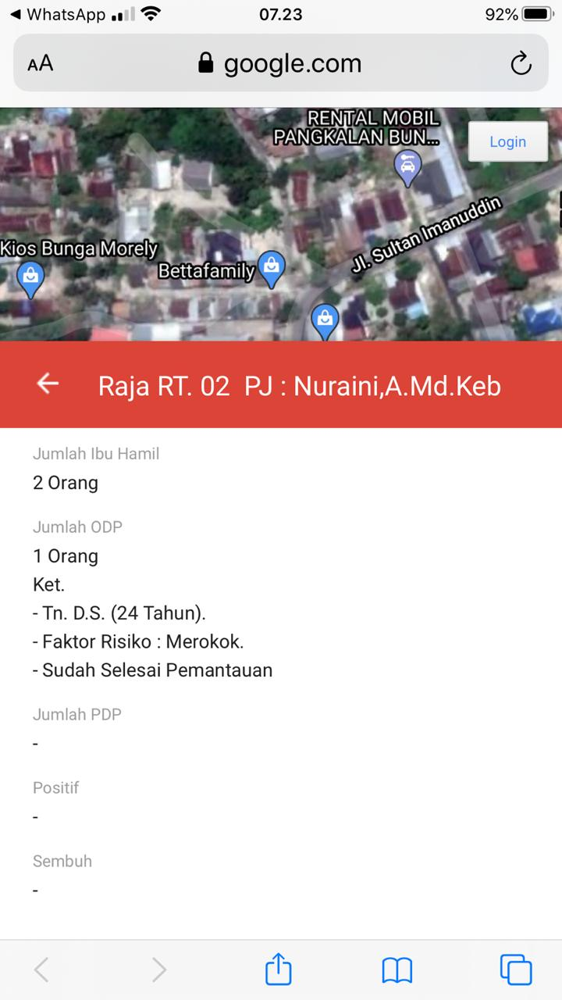 WhatsApp
07.23
92%
AA
google.com
RENTAL MOBIL
PANGKALAN BUN...
Login
Jl. Sultan Imanuddin
Kios Bunga Morely
Bettafamily
Raja RT. 02 PJ : Nuraini,A.Md.Keb
Jumlah Ibu Hamil
2 Orang
Jumlah ODP
1 Orang
Ket.
- Tn. D.S. (24 Tahun).
- Faktor Risiko : Merokok.
- Sudah Selesai Pemantauan
Jumlah PDP
-
Positif
-
Sembuh
-